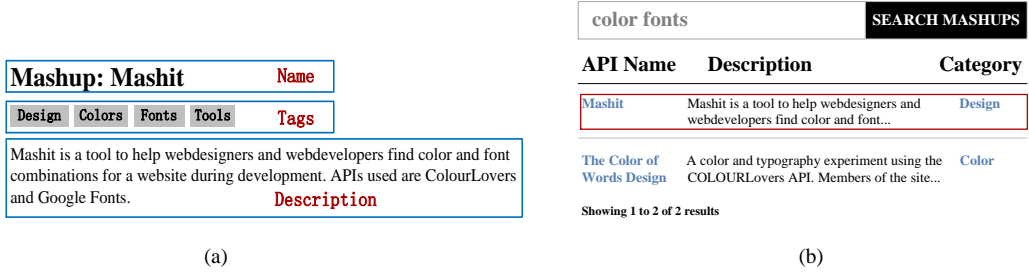 Mashup: Mashit Name
Design Colors Fonts Tools Tags
Mashit is a tool to help webdesigners and webdevelopers find color and font
combinations for a website during development. APIs used are ColourLovers
and Google Fonts. Description
(a)
color fonts SEARCH MASHUPS
API Name Description Category
Mashit Mashit is a tool to help webdesigners and Design
webdevelopers find color and font...
The Color of A color and typography experiment using the Color
Words Design COLOURLovers API. Members of the site...
Showing 1 to 2 of 2 results
(b)